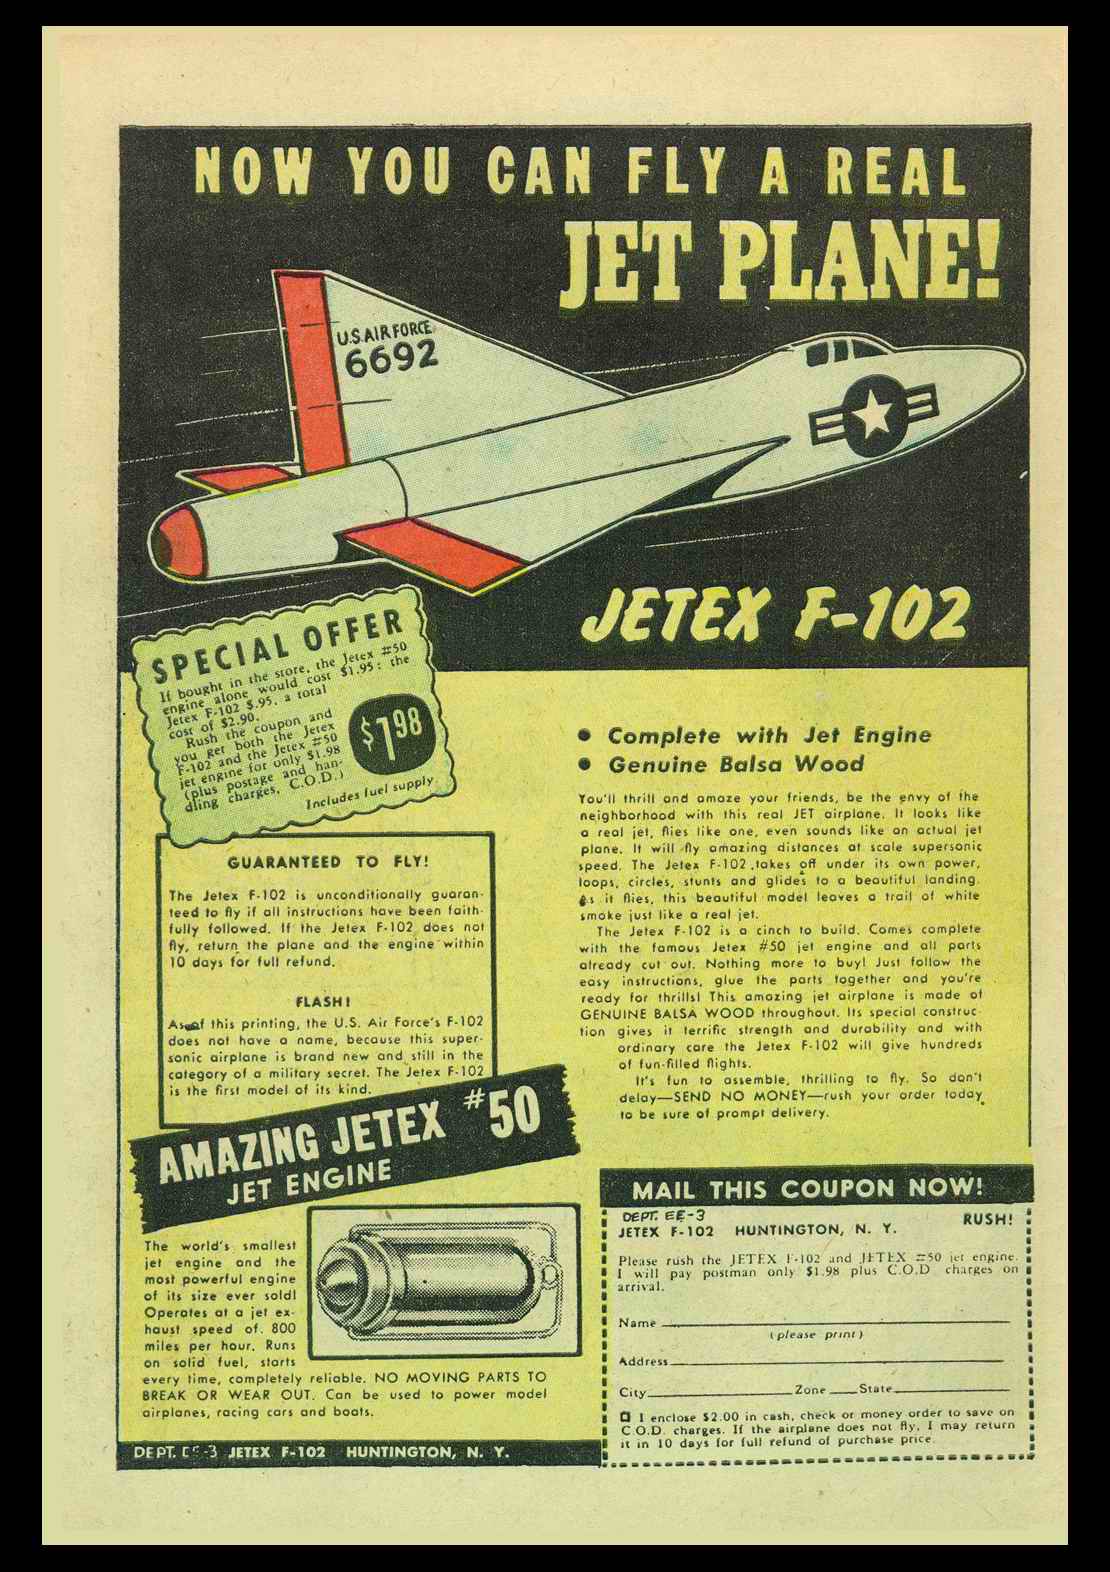 NOW YOU CAN FLY A REAL
JET PLANE!
U.S. AIR FORCE
6692
JETEX F-102
SPECIAL OFFER
If bought in the store, the Jetex #50
engine alone would cost $1.95; the
Jetex F-102 $.95, a total
cost of $2.90.
Rush the coupon and
you get both the Jetex
F-102 and the Jetex #50
jet engine for only $1.98
(plus postage and han-
dling charges, C.O.D.)
$1.98
Includes fuel supply.
GUARANTEED TO FLY!
The Jetex F-102 is unconditionally guaran-
teed to fly if all instructions have been faith-
fully followed. If the Jetex F-102 does not
fly, return the plane and the engine within
10 days for full refund.
FLASH!
As of this printing, the U.S. Air Force's F-102
does not have a name, because this super-
sonic airplane is brand new and still in the
category of a military secret. The Jetex F-102
is the first model of its kind.
AMAZING JETEX #50
JET ENGINE
The world's smallest
jet engine and the
most powerful engine
of its size ever sold!
Operates at a jet ex-
haust speed of 800
miles per hour. Runs
on solid fuel, starts
every time, completely reliable. NO MOVING PARTS TO
BREAK OR WEAR OUT. Can be used to power model
airplanes, racing cars and boats.
DEPT. EE-3 JETEX F-102 HUNTINGTON, N. Y.
• Complete with Jet Engine
• Genuine Balsa Wood
You'll thrill and amaze your friends, be the envy of the
neighborhood with this real JET airplane. It looks like
a real jet, flies like one, even sounds like an actual jet
plane. It will fly amazing distances at scale supersonic
speed. The Jetex F-102 takes off under its own power,
loops, circles, stunts and glides to a beautiful landing.
As it flies, this beautiful model leaves a trail of white
smoke just like a real jet.
The Jetex F-102 is a cinch to build. Comes complete
with the famous Jetex #50 jet engine and all parts
already cut out. Nothing more to buy! Just follow the
easy instructions, glue the parts together and you're
ready for thrills! This amazing jet airplane is made of
GENUINE BALSA WOOD throughout. Its special construc-
tion gives it terrific strength and durability and with
ordinary care the Jetex F-102 will give hundreds
of fun-filled flights.
It's fun to assemble, thrilling to fly. So don't
delay—SEND NO MONEY—rush your order today
to be sure of prompt delivery.
MAIL THIS COUPON NOW!
DEPT. EE-3 RUSH!
JETEX F-102 HUNTINGTON, N. Y.
Please rush the JETEX F-102 and JETEX #50 jet engine.
I will pay postman only $1.98 plus C.O.D. charges on
arrival.
Name
(please print)
Address
City Zone State
I enclose $2.00 in cash, check or money order to save on
C.O.D. charges. If the airplane does not fly, I may return
it in 10 days for full refund of purchase price.